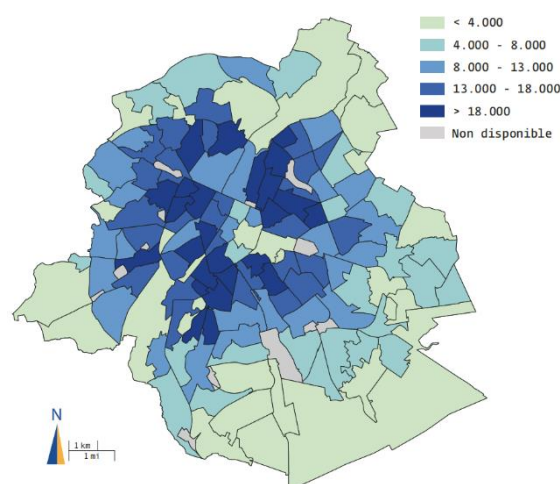 < 4.000
4.000 - 8.000
8.000 - 13.000
13.000 - 18.000
> 18.000
Non disponible
N
1 km
1 mi